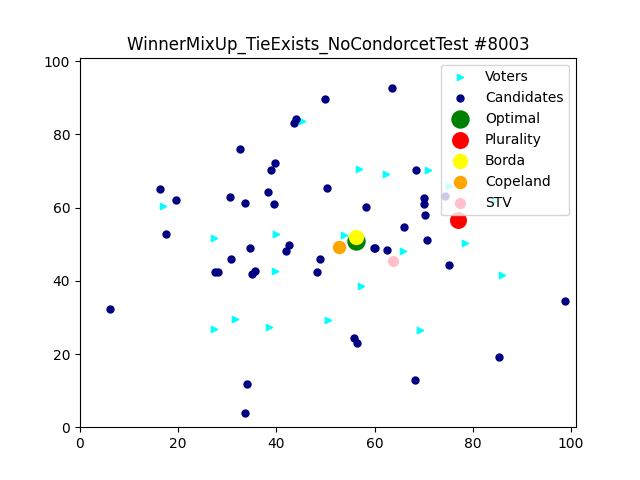 WinnerMixUp_TieExists_NoCondorcetTest #8003
100
80
60
40
20
0
0 20 40 60 80 100
Voters
Candidates
Optimal
Plurality
Borda
Copeland
STV